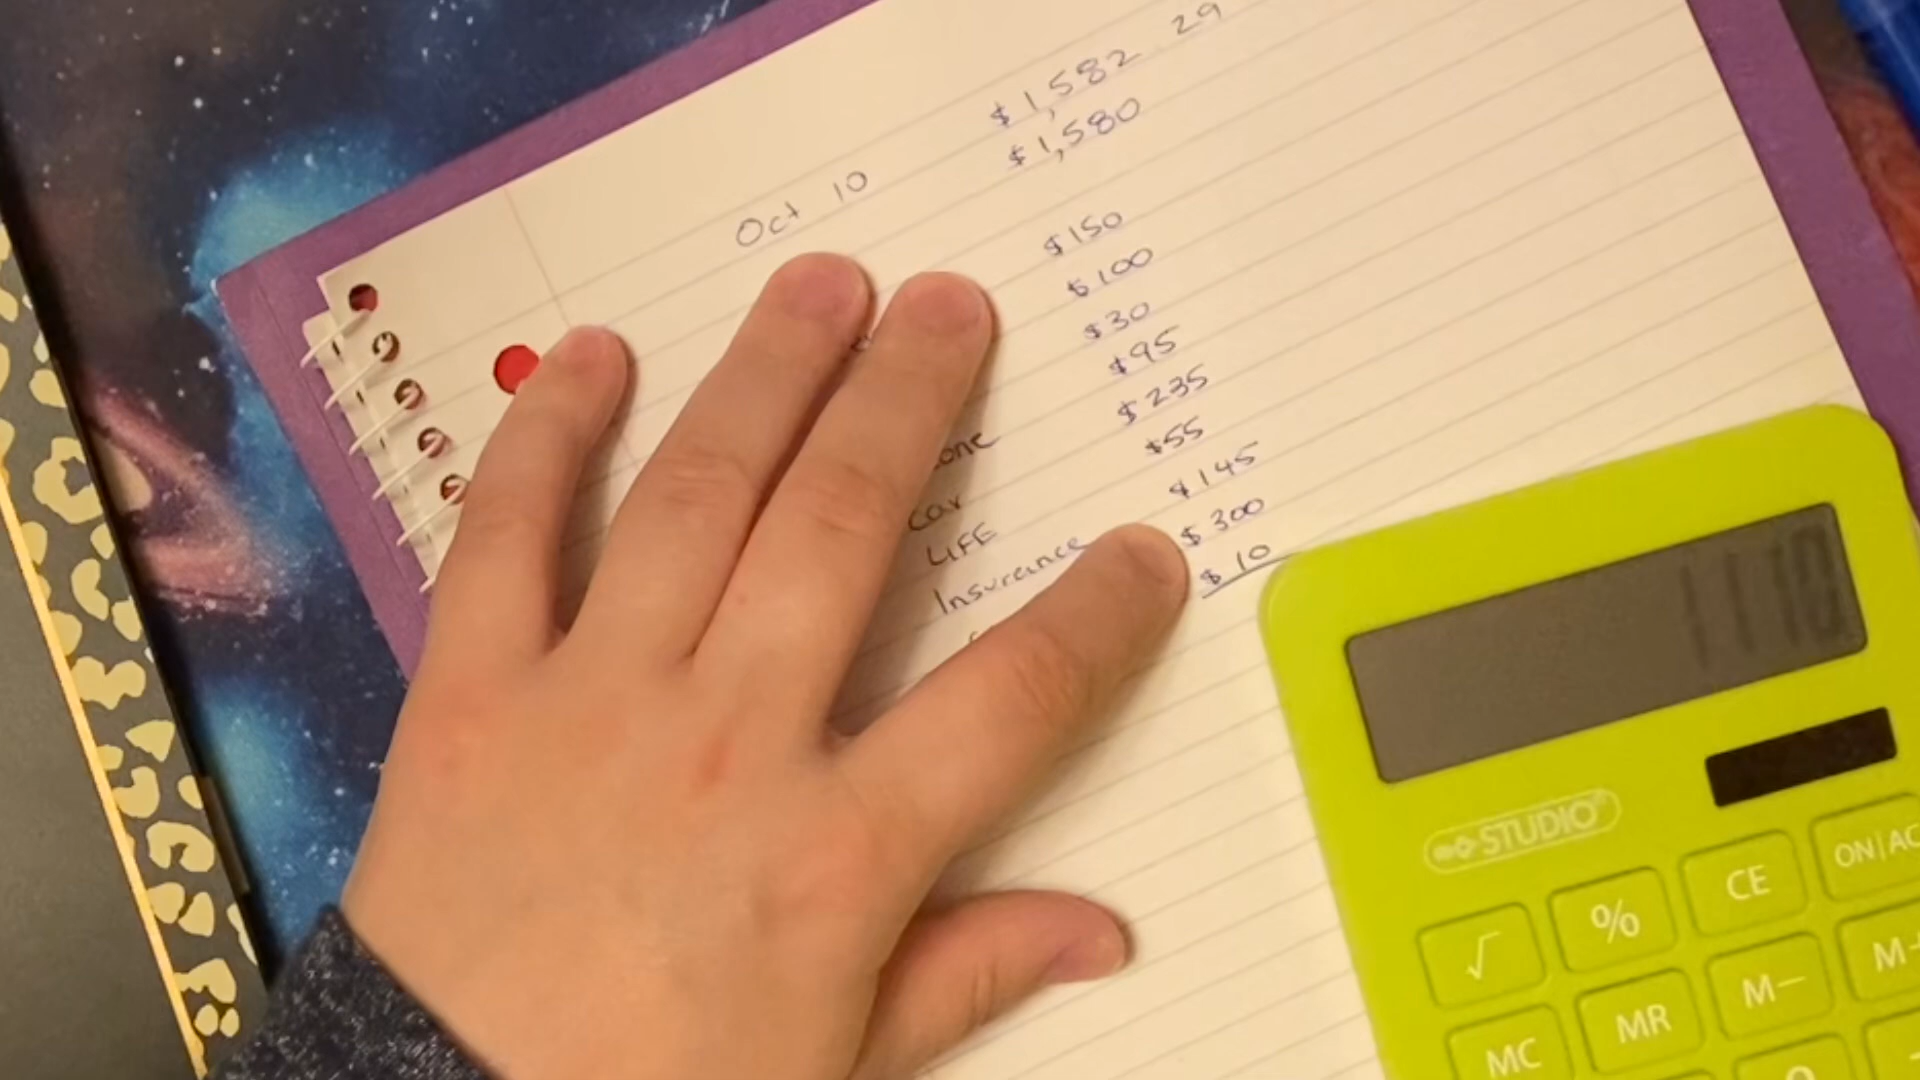 $1,582 29
Oct 10 $1,580
$150
$100
$30
$95
$235
car $55
LIFE $145
Insurance $300
$10
1110
STUDIO
√ % CE ON|AC
MC MR M-